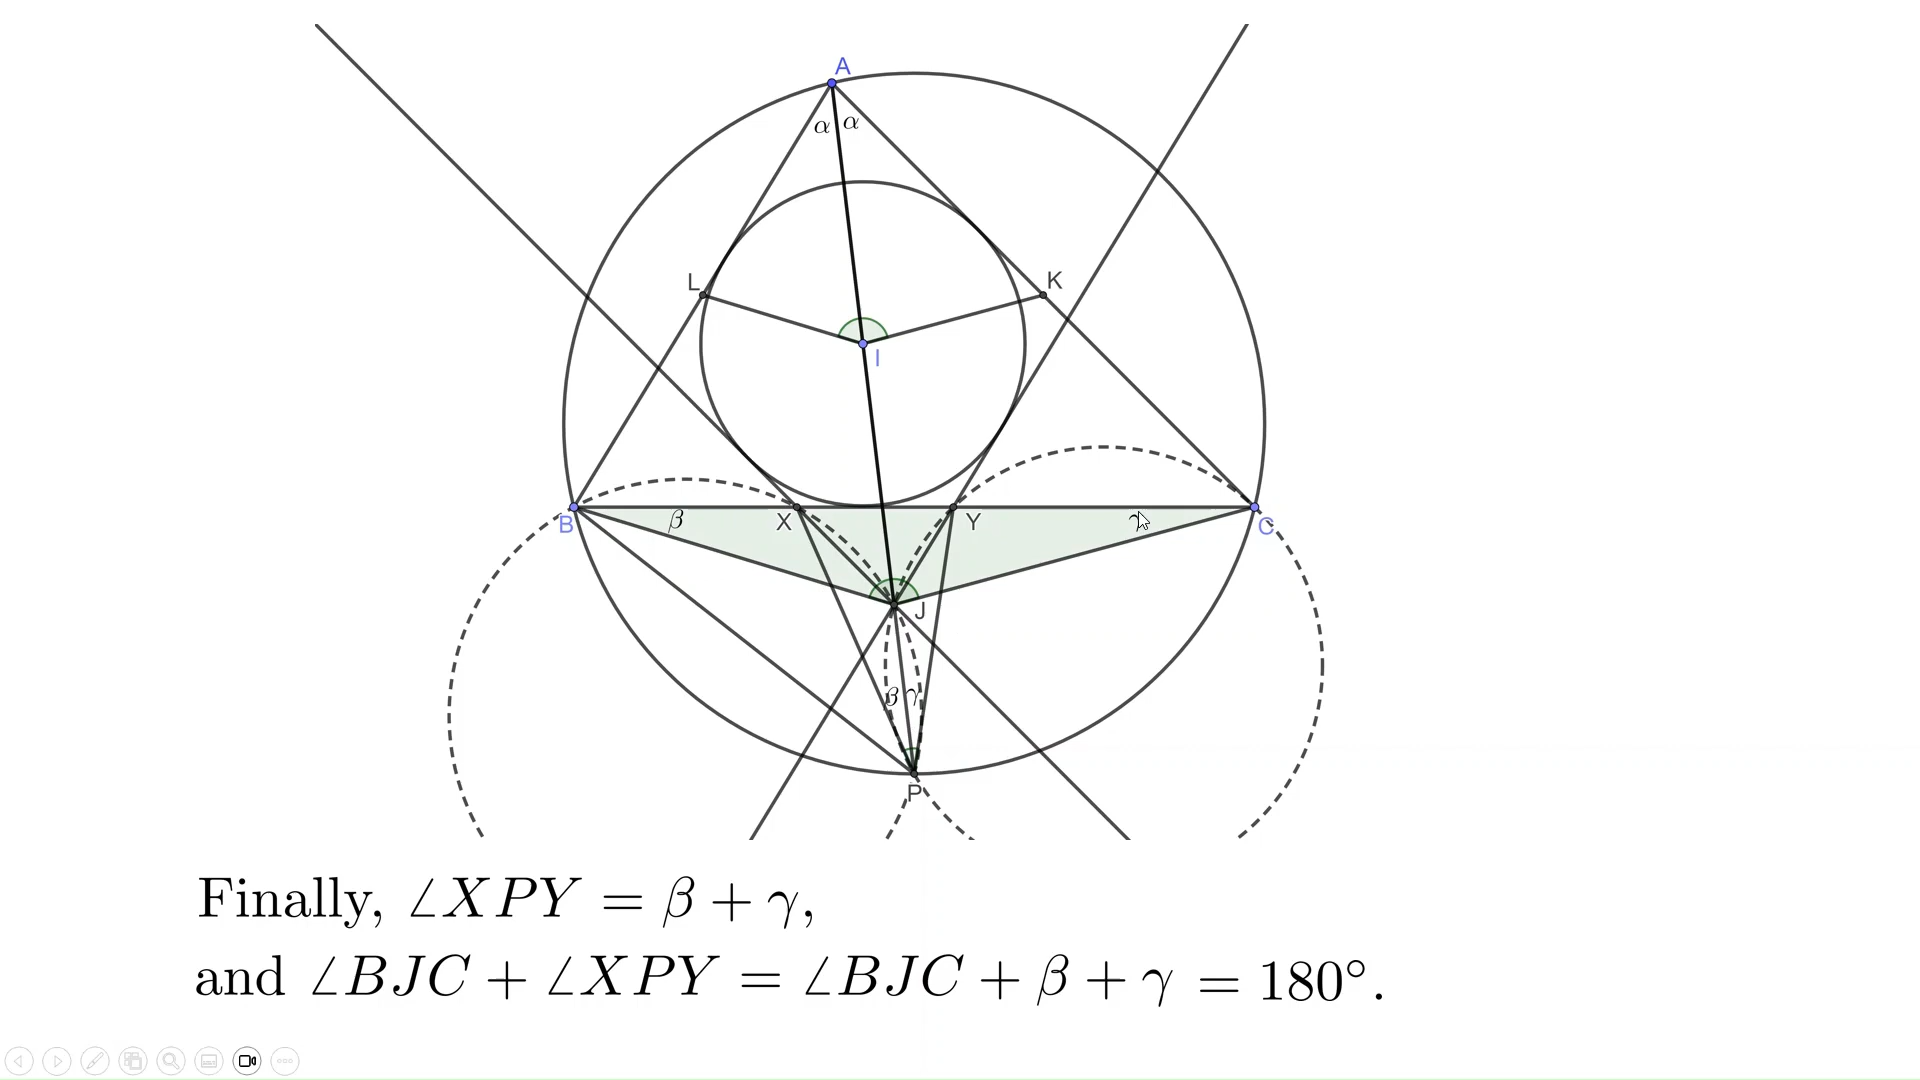 A
α α
L K
I
B β X Y γ C
J
β γ
P
Finally, ∠XPY = β + γ,
and ∠BJC + ∠XPY = ∠BJC + β + γ = 180°.